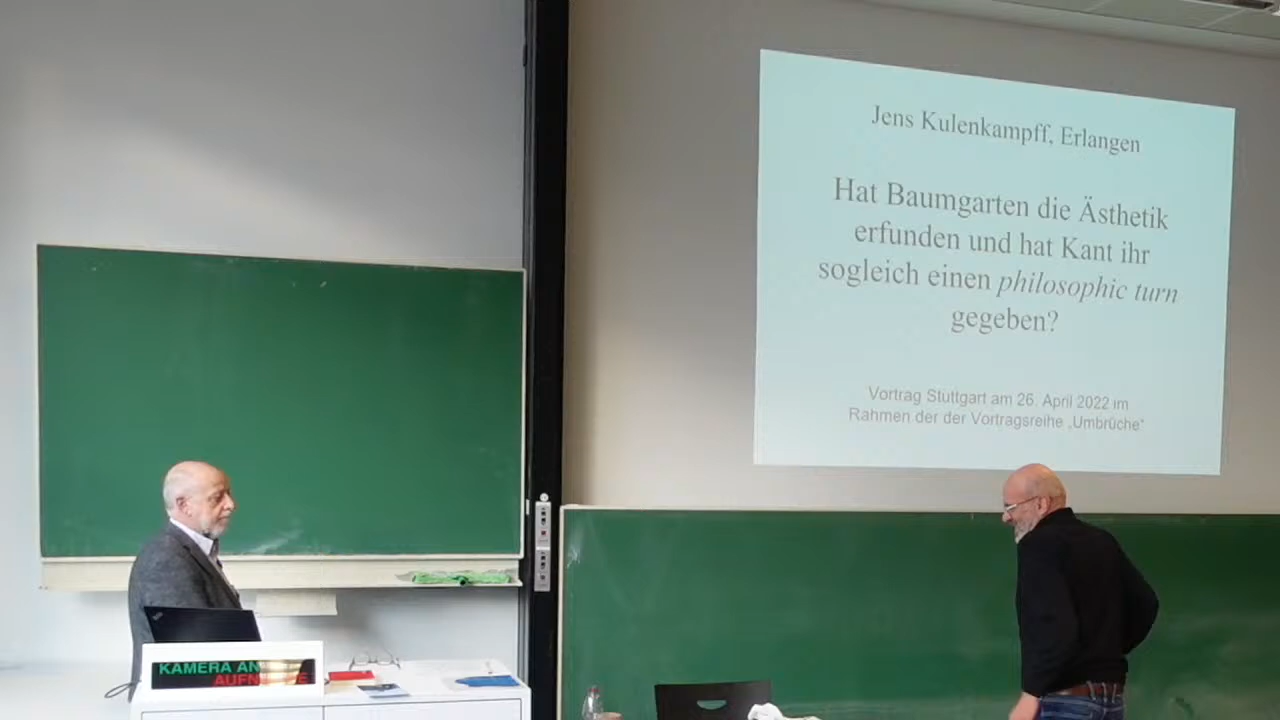 Jens Kulenkampff, Erlangen
Hat Baumgarten die Ästhetik
erfunden und hat Kant ihr
sogleich einen philosophic turn
gegeben?
Vortrag Stuttgart am 26. April 2022 im
Rahmen der der Vortragsreihe „Umbrüche“
KAMERA AN